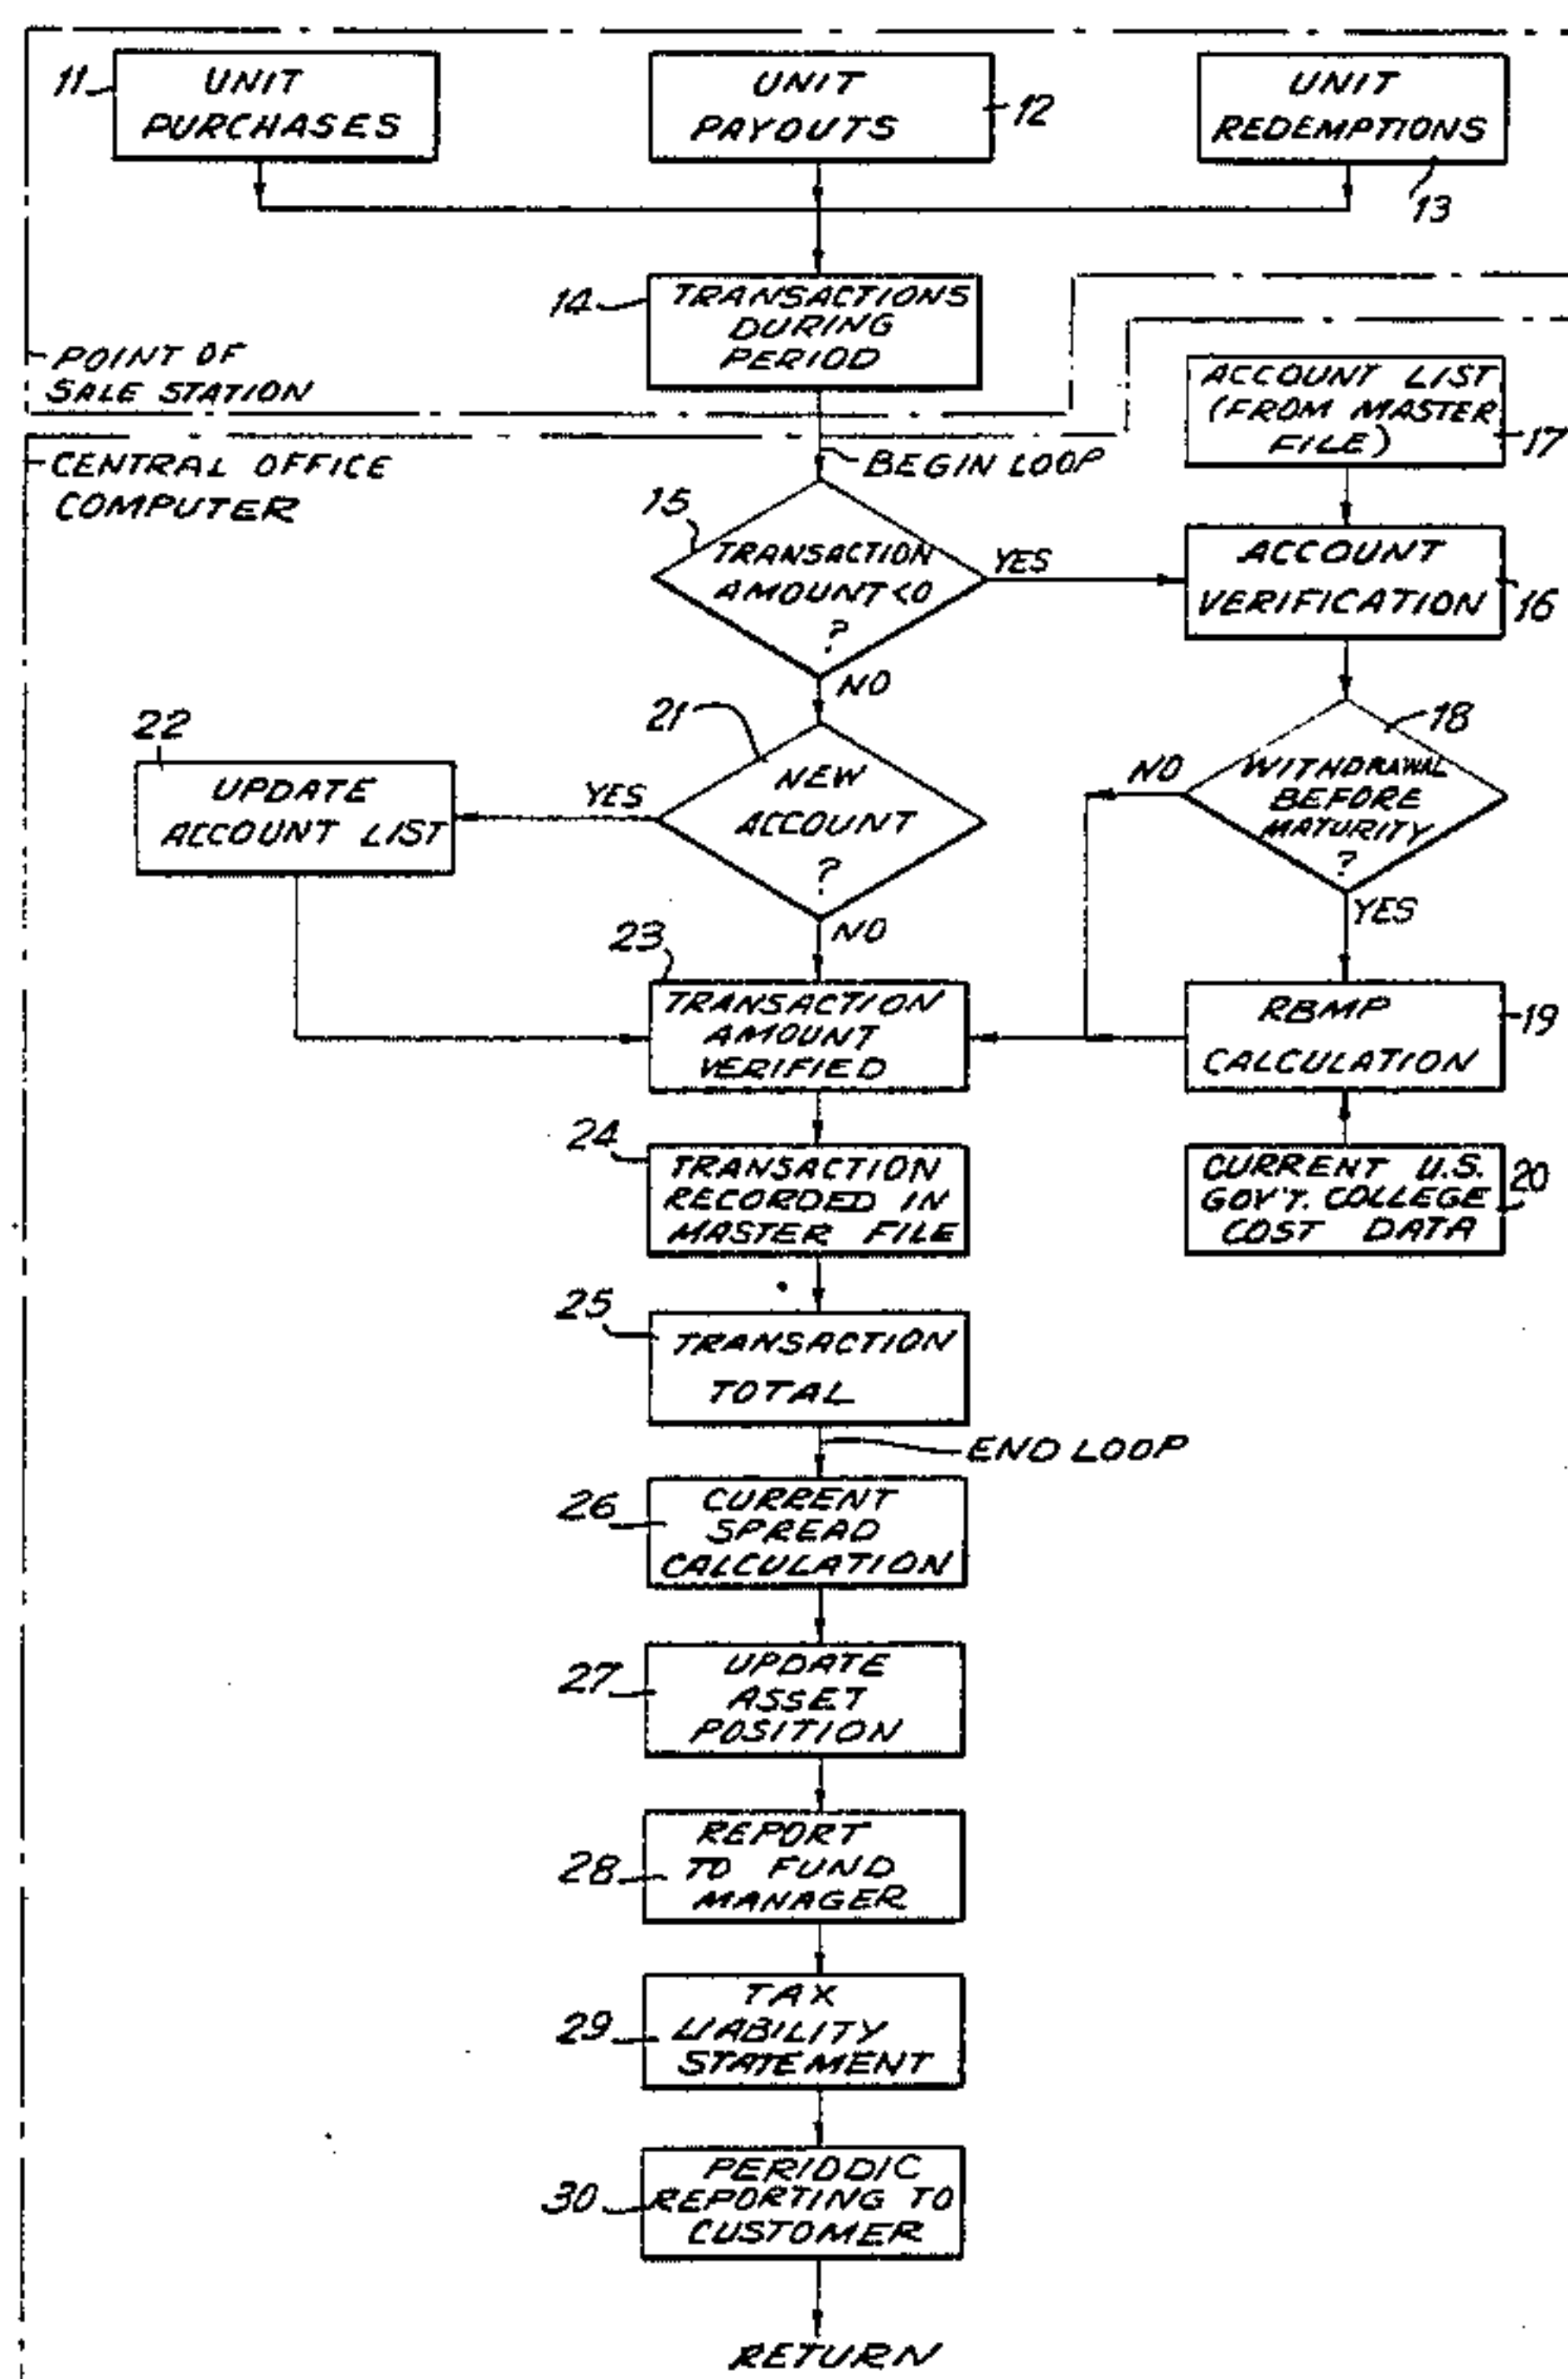 11
UNIT
PURCHASES
UNIT
PAYOUTS
12
UNIT
REDEMPTIONS
13
14
TRANSACTIONS
DURING
PERIOD
POINT OF
SALE STATION
ACCOUNT LIST
(FROM MASTER
FILE)
17
CENTRAL OFFICE
COMPUTER
BEGIN LOOP
15
TRANSACTION
AMOUNT <0
?
YES
NO
ACCOUNT
VERIFICATION
16
18
WITHDRAWAL
BEFORE
MATURITY
?
NO
YES
21
NEW
ACCOUNT
?
YES
NO
22
UPDATE
ACCOUNT LIST
23
TRANSACTION
AMOUNT
VERIFIED
RBMP
CALCULATION
19
24
TRANSACTION
RECORDED IN
MASTER FILE
CURRENT U.S.
GOV'T. COLLEGE
COST DATA
20
25
TRANSACTION
TOTAL
END LOOP
26
CURRENT
SPREAD
CALCULATION
27
UPDATE
ASSET
POSITION
28
REPORT
TO FUND
MANAGER
29
TAX
LIABILITY
STATEMENT
30
PERIODIC
REPORTING TO
CUSTOMER
RETURN